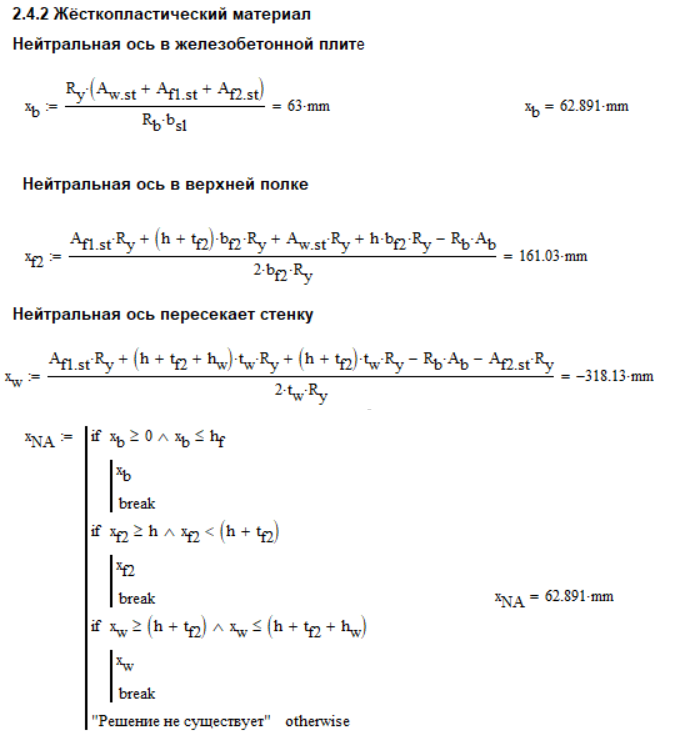 2.4.2 Жёсткопластический материал
Нейтральная ось в железобетонной плите
x_b := R_y·(A_w.st + A_f1.st + A_f2.st) / R_b·b_s1 = 63·mm x_b = 62.891·mm
Нейтральная ось в верхней полке
x_f2 := A_f1.st·R_y + (h + t_f2)·b_f2·R_y + A_w.st·R_y + h·b_f2·R_y − R_b·A_b / 2·b_f2·R_y = 161.03·mm
Нейтральная ось пересекает стенку
x_w := A_f1.st·R_y + (h + t_f2 + h_w)·t_w·R_y + (h + t_f2)·t_w·R_y − R_b·A_b − A_f2.st·R_y / 2·t_w·R_y = −318.13·mm
x_NA := if x_b ≥ 0 ∧ x_b ≤ h_f
x_b
break
if x_f2 ≥ h ∧ x_f2 < (h + t_f2)
x_f2
break x_NA = 62.891·mm
if x_w ≥ (h + t_f2) ∧ x_w ≤ (h + t_f2 + h_w)
x_w
break
"Решение не существует" otherwise